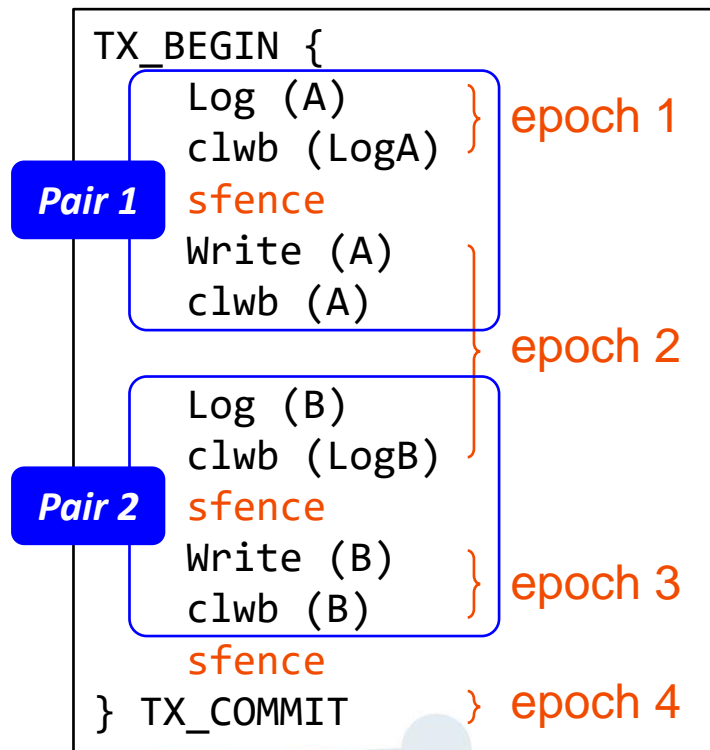 TX_BEGIN {
Log (A)
clwb (LogA)
epoch 1
Pair 1
sfence
Write (A)
clwb (A)
epoch 2
Log (B)
clwb (LogB)
Pair 2
sfence
Write (B)
clwb (B)
epoch 3
sfence
} TX_COMMIT
epoch 4